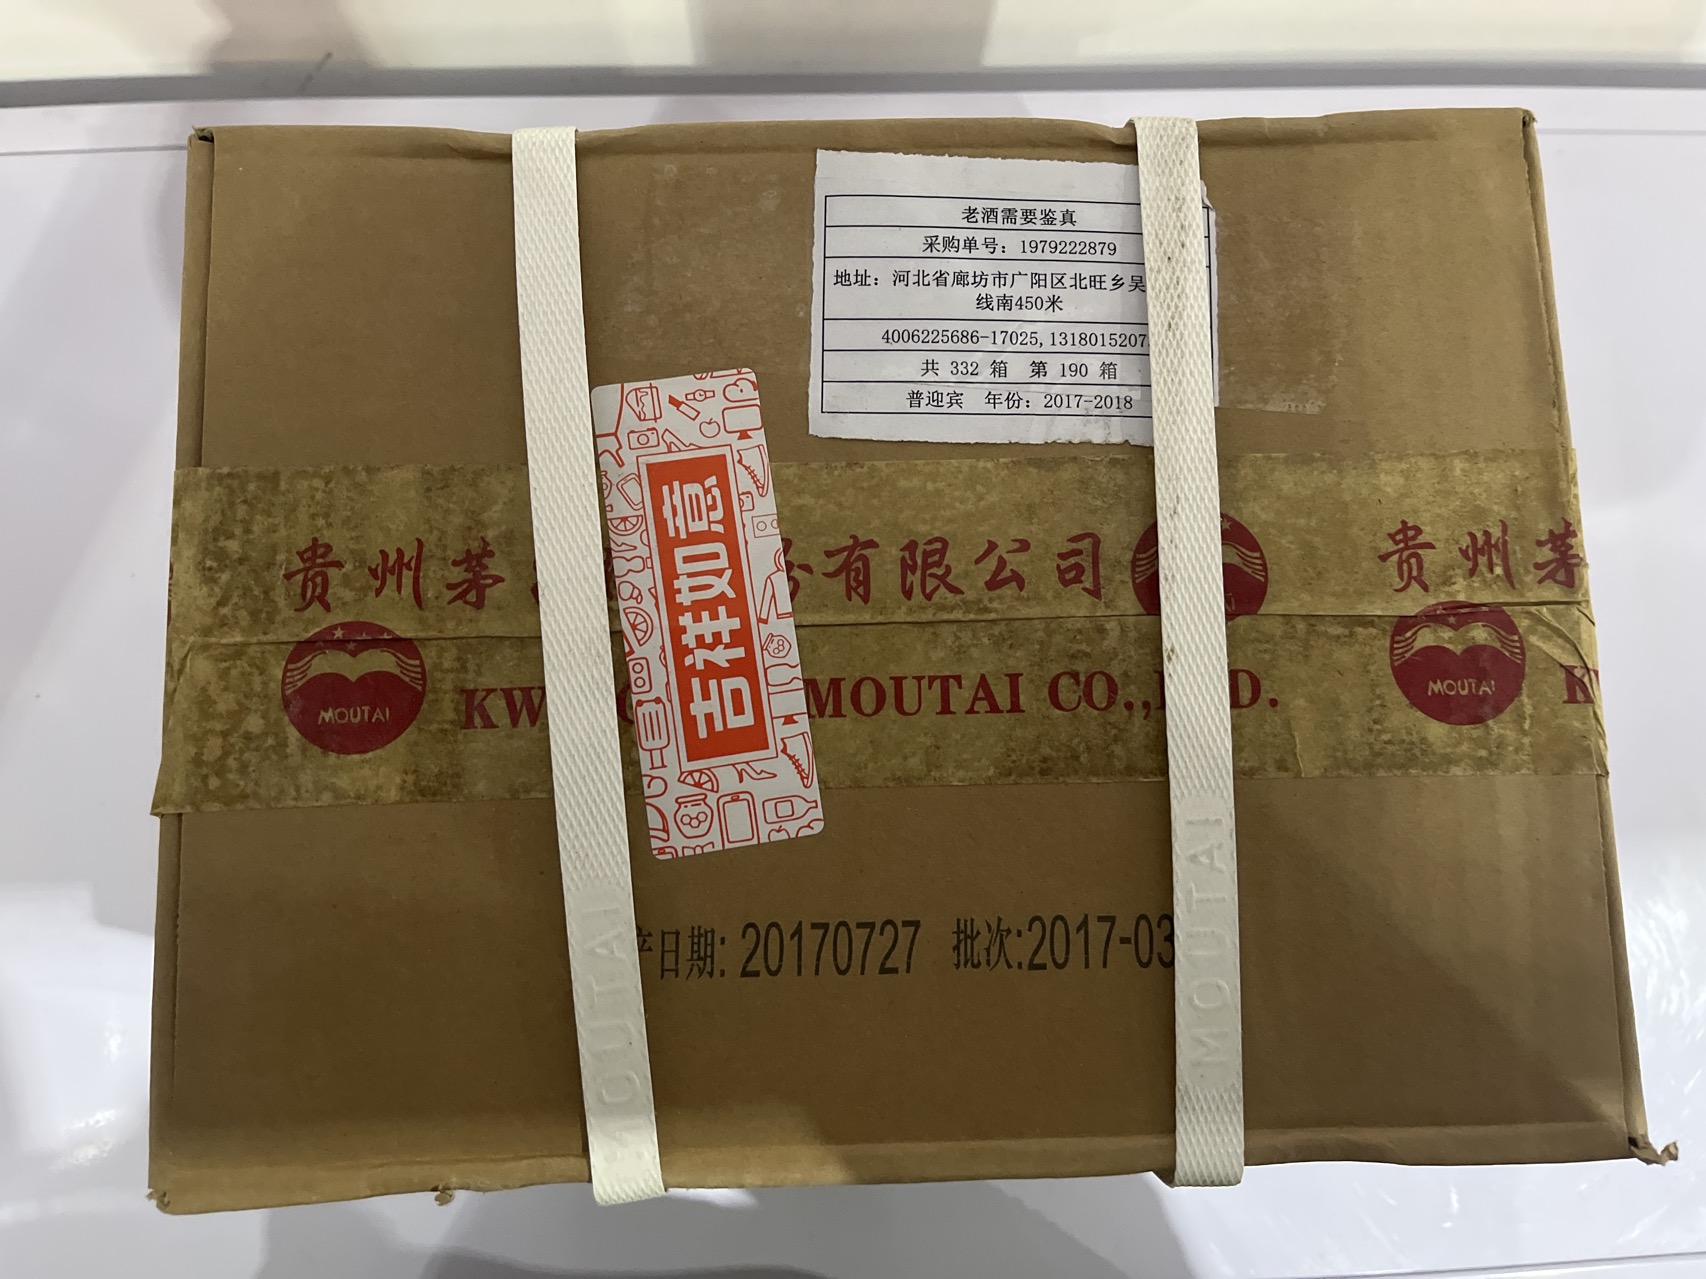 老酒需要鉴真
采购单号：1979222879
地址：河北省廊坊市广阳区北旺乡吴
线南450米
4006225686-17025,1318015207
共 332 箱 第 190 箱
普迎宾 年份：2017-2018
吉祥如意
贵州茅 份有限公司 贵州茅
MOUTAI KW MOUTAI CO., D. MOUTAI K
产日期: 20170727 批次:2017-03
MOUTAI
MOUTAI